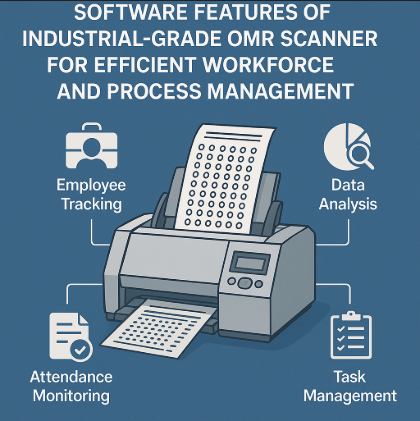 SOFTWARE FEATURES OF
INDUSTRIAL-GRADE OMR SCANNER
FOR EFFICIENT WORKFORCE
AND PROCESS MANAGEMENT
Employee
Tracking
Data
Analysis
Attendance
Monitoring
Task
Management